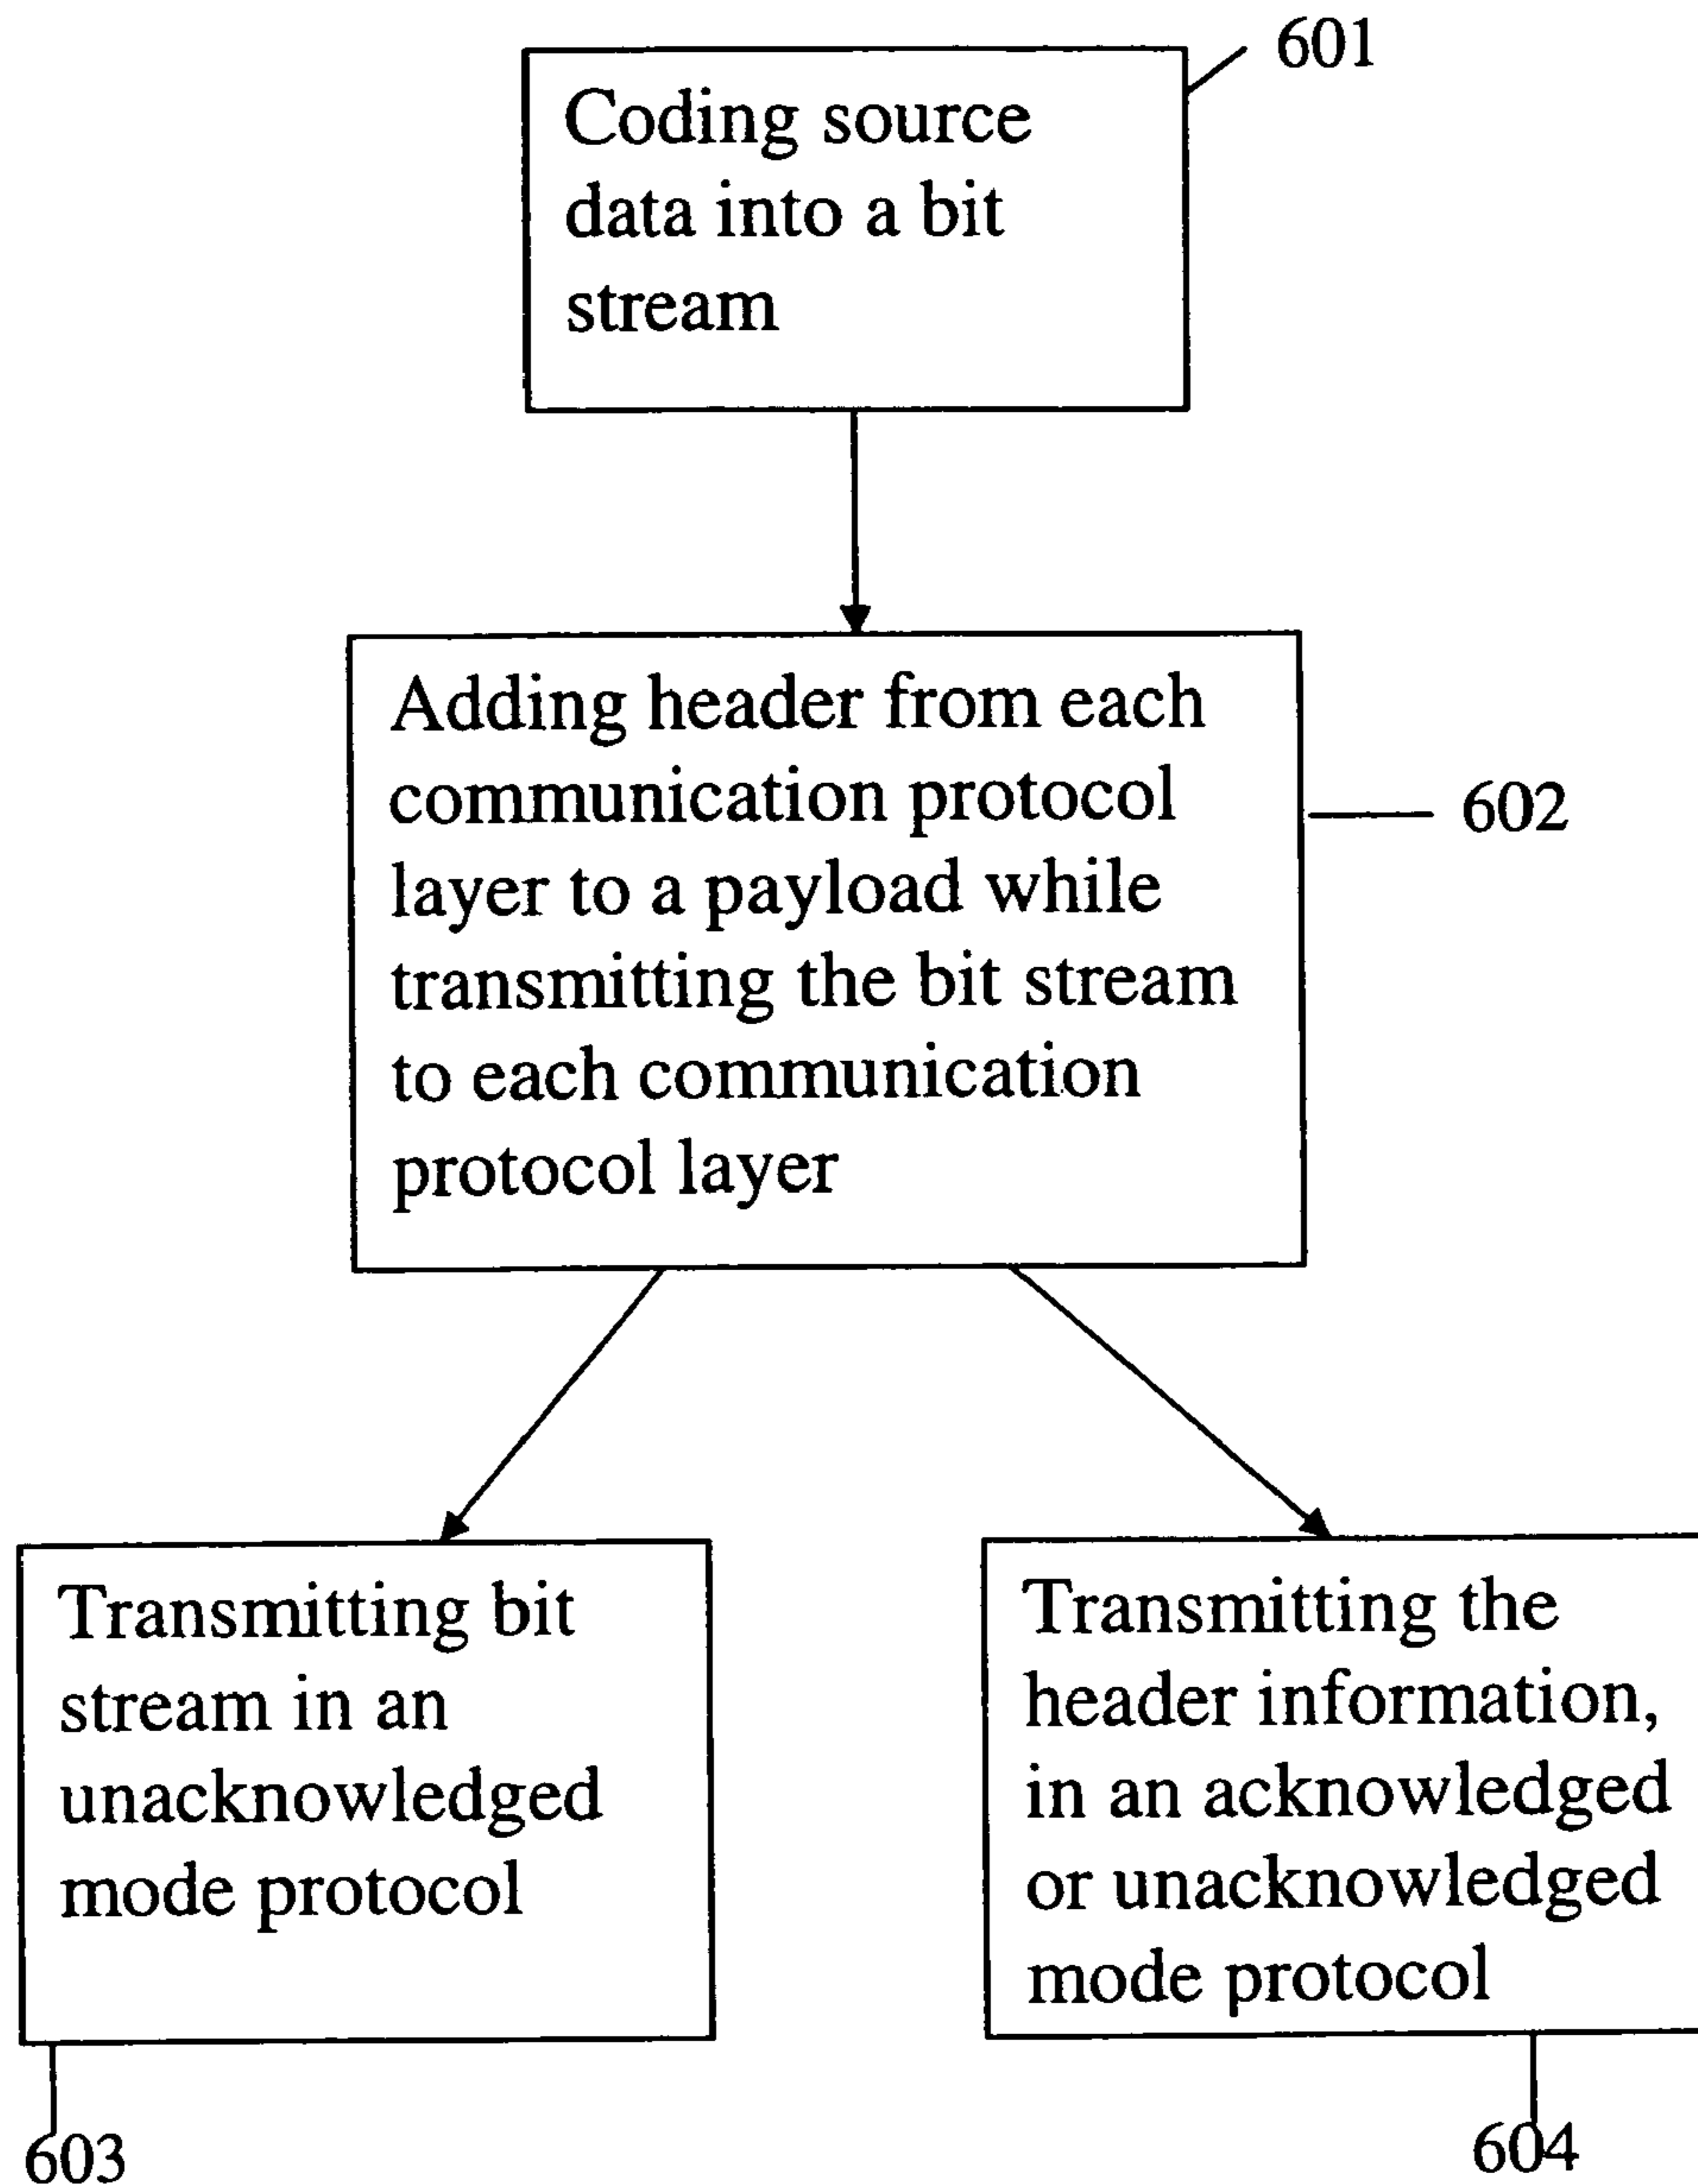 601
Coding source
data into a bit
stream
Adding header from each
communication protocol
layer to a payload while
transmitting the bit stream
to each communication
protocol layer
602
Transmitting bit
stream in an
unacknowledged
mode protocol
Transmitting the
header information,
in an acknowledged
or unacknowledged
mode protocol
603
604